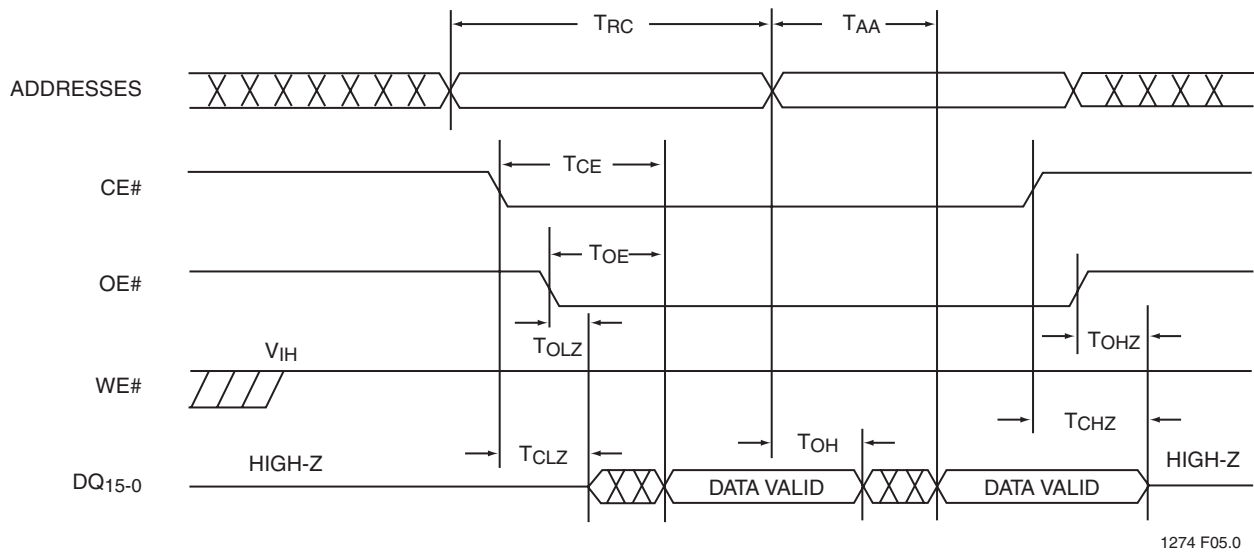 TRC
TAA
ADDRESSES
TCE
CE#
TOE
OE#
TOLZ
TOHZ
VIH
WE#
TCLZ
TOH
TCHZ
HIGH-Z
HIGH-Z
DQ15-0
DATA VALID
DATA VALID
1274 F05.0